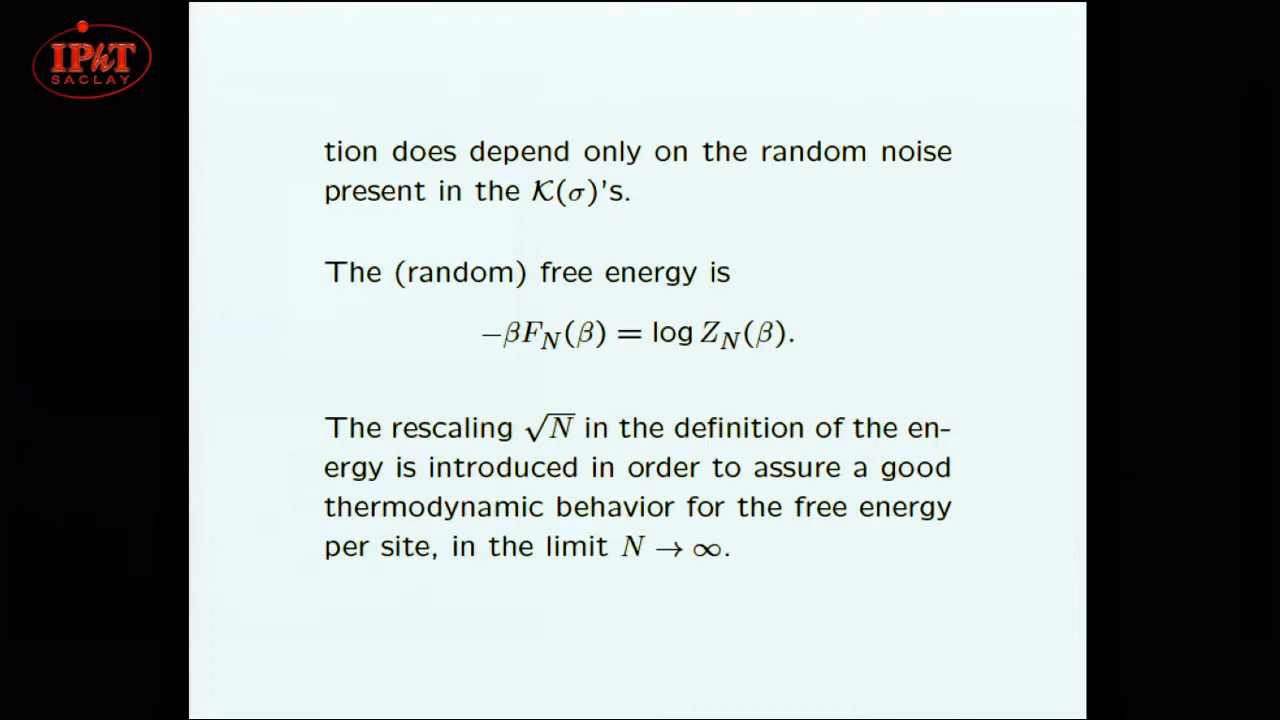 IPhT
SACLAY
tion does depend only on the random noise
present in the 𝒦(σ)'s.
The (random) free energy is
−βF_N(β) = log Z_N(β).
The rescaling √N in the definition of the en-
ergy is introduced in order to assure a good
thermodynamic behavior for the free energy
per site, in the limit N → ∞.